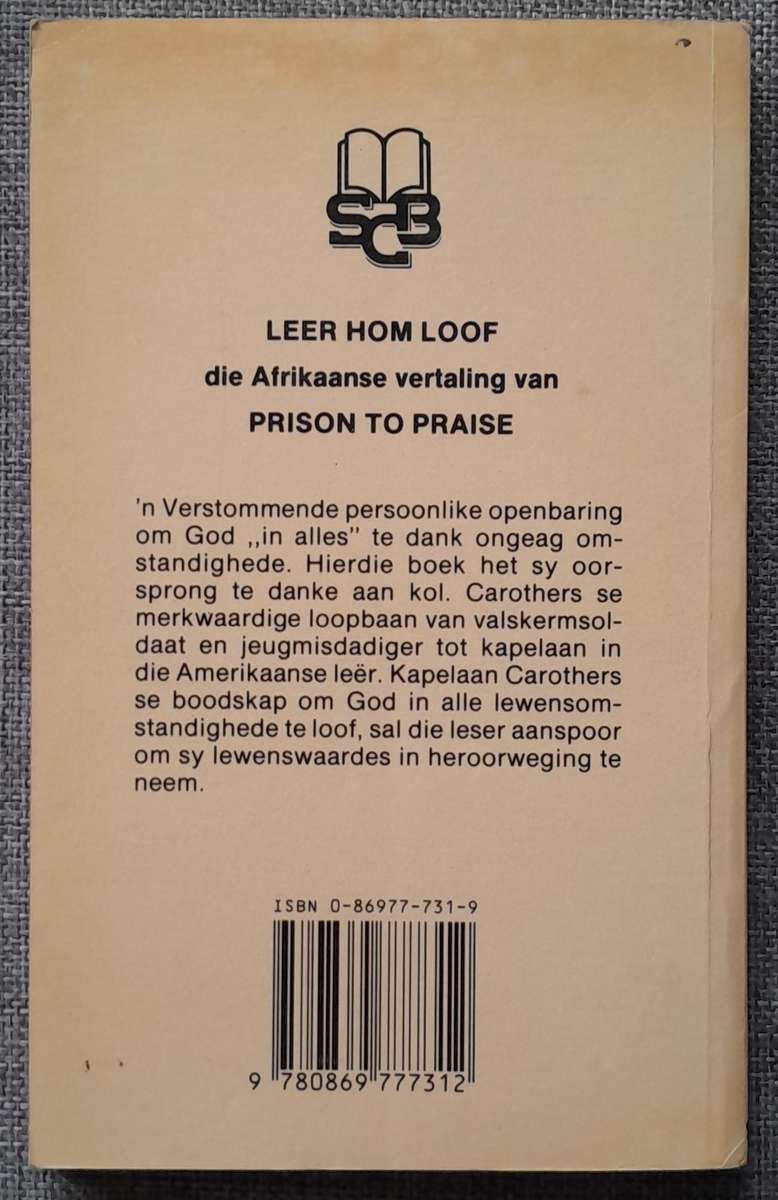 SCB
LEER HOM LOOF
die Afrikaanse vertaling van
PRISON TO PRAISE
'n Verstommende persoonlike openbaring
om God ,,in alles" te dank ongeag om-
standighede. Hierdie boek het sy oor-
sprong te danke aan kol. Carothers se
merkwaardige loopbaan van valskermsol-
daat en jeugmisdadiger tot kapelaan in
die Amerikaanse leër. Kapelaan Carothers
se boodskap om God in alle lewensom-
standighede te loof, sal die leser aanspoor
om sy lewenswaardes in heroorweging te
neem.
ISBN 0-86977-731-9
9 780869 777312